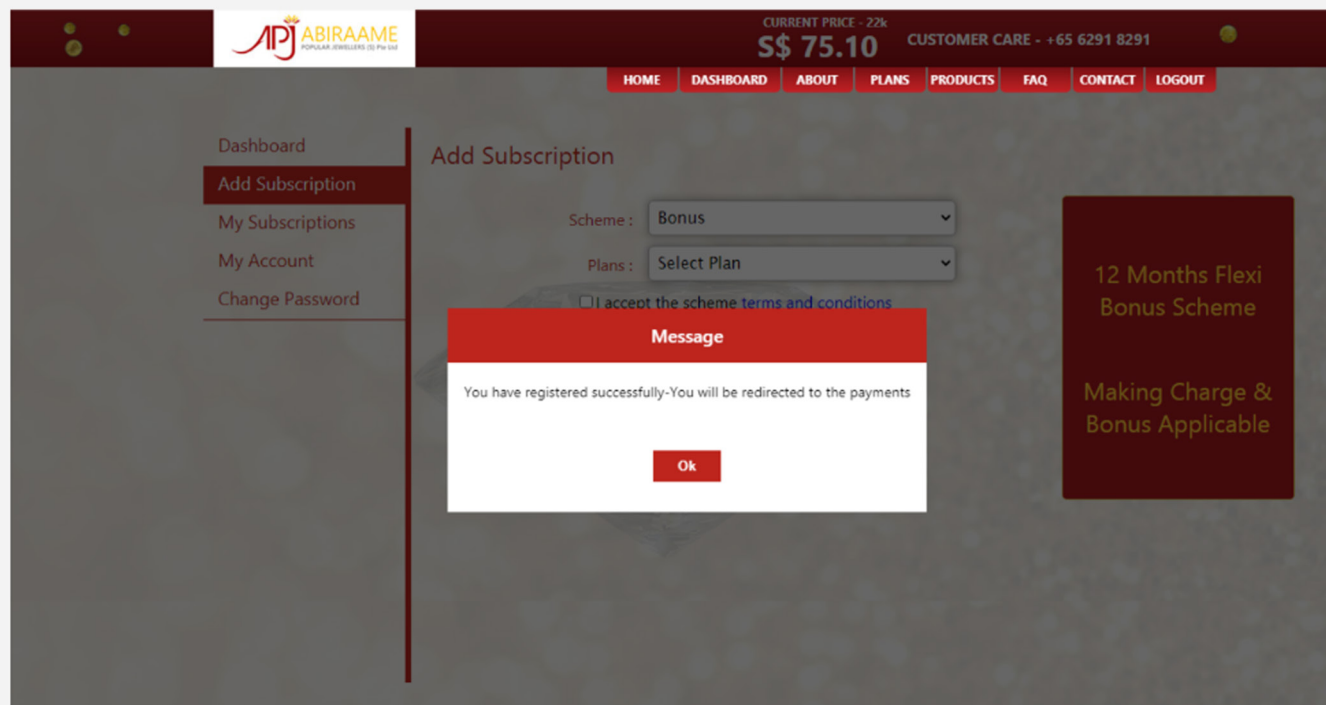 APJ ABIRAAME
POPULAR JEWELLERS (S) Pte Ltd
CURRENT PRICE - 22k
S$ 75.10
CUSTOMER CARE - +65 6291 8291
HOME DASHBOARD ABOUT PLANS PRODUCTS FAQ CONTACT LOGOUT
Dashboard
Add Subscription
My Subscriptions
My Account
Change Password
Add Subscription
Scheme : Bonus
Plans : Select Plan
I accept the scheme terms and conditions
Message
You have registered successfully-You will be redirected to the payments
Ok
12 Months Flexi
Bonus Scheme
Making Charge &
Bonus Applicable